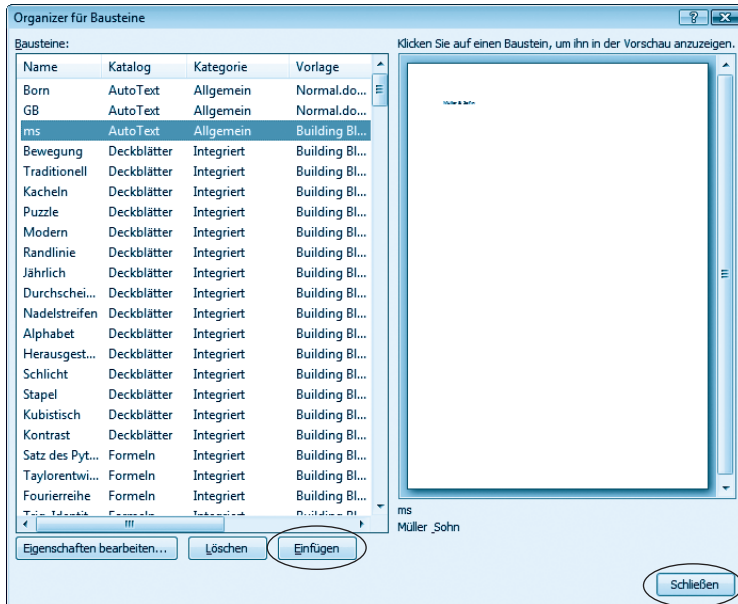 Organizer für Bausteine
Bausteine:
Klicken Sie auf einen Baustein, um ihn in der Vorschau anzuzeigen.
Name Katalog Kategorie Vorlage
Born AutoText Allgemein Normal.do...
GB AutoText Allgemein Normal.do...
ms AutoText Allgemein Building Bl...
Bewegung Deckblätter Integriert Building Bl...
Traditionell Deckblätter Integriert Building Bl...
Kacheln Deckblätter Integriert Building Bl...
Puzzle Deckblätter Integriert Building Bl...
Modern Deckblätter Integriert Building Bl...
Randlinie Deckblätter Integriert Building Bl...
Jährlich Deckblätter Integriert Building Bl...
Durchschei... Deckblätter Integriert Building Bl...
Nadelstreifen Deckblätter Integriert Building Bl...
Alphabet Deckblätter Integriert Building Bl...
Herausgest... Deckblätter Integriert Building Bl...
Schlicht Deckblätter Integriert Building Bl...
Stapel Deckblätter Integriert Building Bl...
Kubistisch Deckblätter Integriert Building Bl...
Kontrast Deckblätter Integriert Building Bl...
Satz des Pyt... Formeln Integriert Building Bl...
Taylorentwi... Formeln Integriert Building Bl...
Fourierreihe Formeln Integriert Building Bl...
Müller & Sohn
ms
Müller _Sohn
Eigenschaften bearbeiten... Löschen Einfügen
Schließen